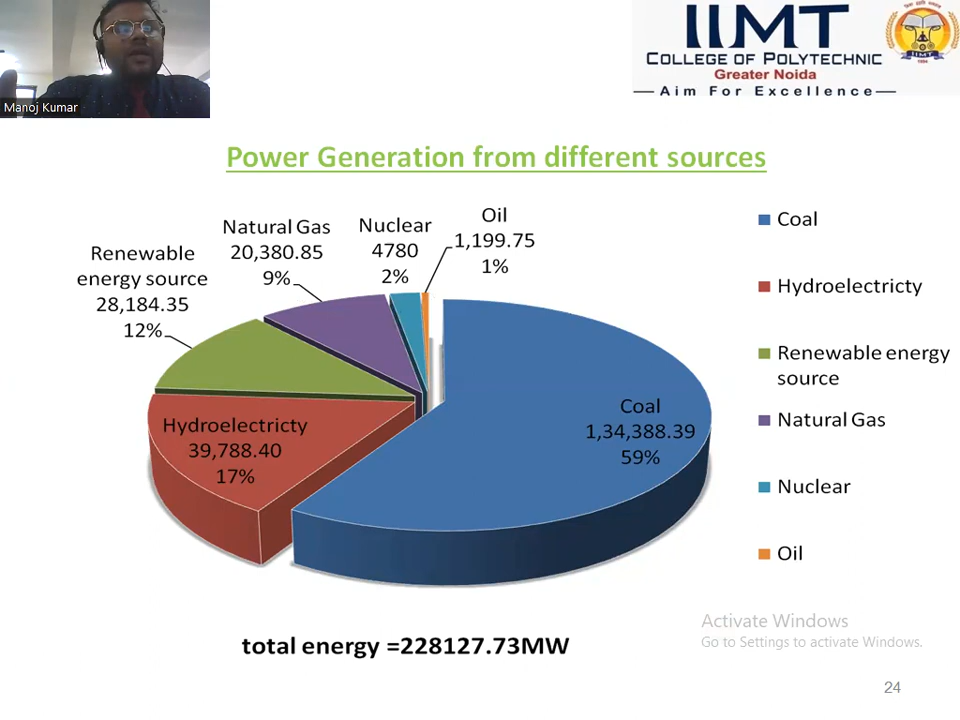 Manoj Kumar
IIMT
COLLEGE OF POLYTECHNIC
Greater Noida
Aim For Excellence
IIMT
Power Generation from different sources
Oil
1,199.75
1%
Nuclear
4780
2%
Natural Gas
20,380.85
9%
Renewable
energy source
28,184.35
12%
Hydroelectricty
39,788.40
17%
Coal
1,34,388.39
59%
Coal
Hydroelectricty
Renewable energy
source
Natural Gas
Nuclear
Oil
total energy =228127.73MW
Activate Windows
Go to Settings to activate Windows.
24